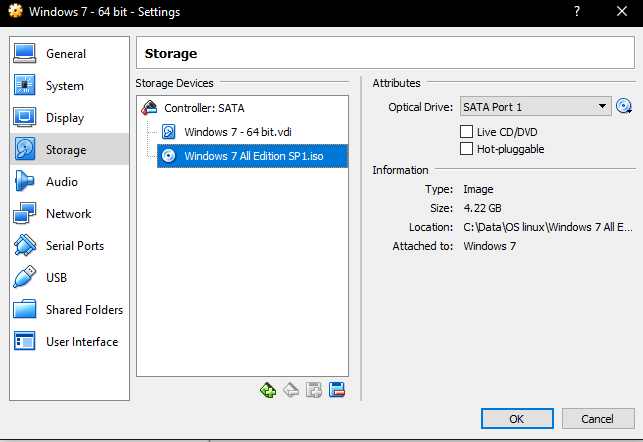 Windows 7 - 64 bit - Settings
?
General
System
Display
Storage
Audio
Network
Serial Ports
USB
Shared Folders
User Interface
Storage
Storage Devices
Controller: SATA
Windows 7 - 64 bit.vdi
Windows 7 All Edition SP1.iso
Attributes
Optical Drive: SATA Port 1
Live CD/DVD
Hot-pluggable
Information
Type: Image
Size: 4.22 GB
Location: C:\Data\OS linux\Windows 7 All E...
Attached to: Windows 7
OK
Cancel